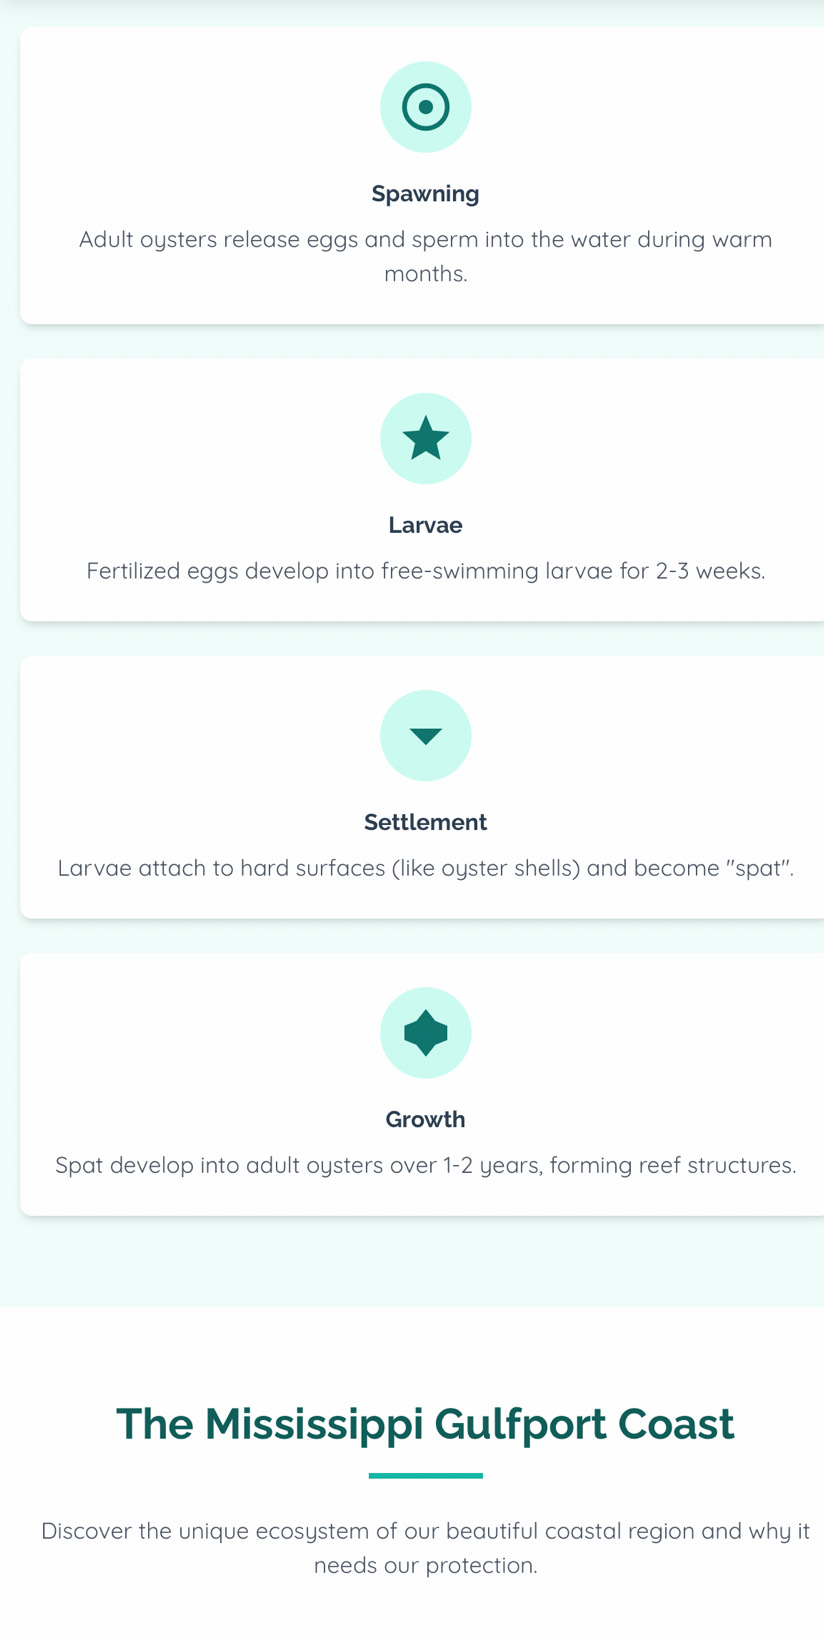 Spawning
Adult oysters release eggs and sperm into the water during warm
months.
Larvae
Fertilized eggs develop into free-swimming larvae for 2-3 weeks.
Settlement
Larvae attach to hard surfaces (like oyster shells) and become "spat".
Growth
Spat develop into adult oysters over 1-2 years, forming reef structures.
The Mississippi Gulfport Coast
Discover the unique ecosystem of our beautiful coastal region and why it
needs our protection.